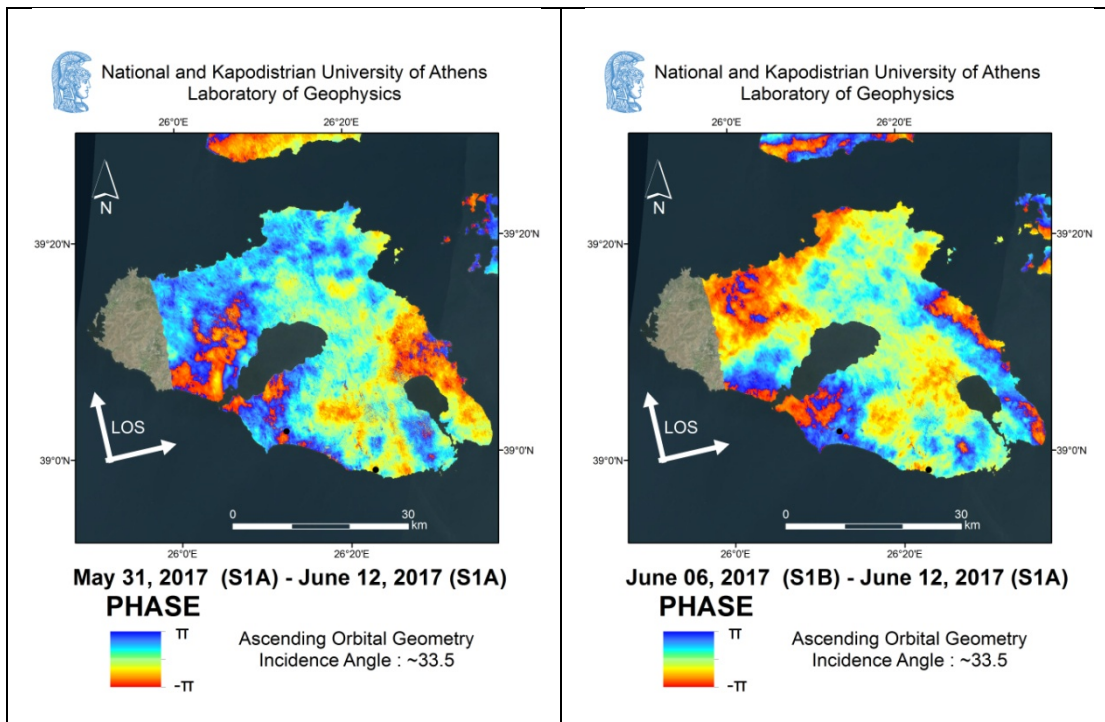 National and Kapodistrian University of Athens
Laboratory of Geophysics
26°0'E
26°20'E
N
39°20'N
39°20'N
LOS
39°0'N
39°0'N
0
30
km
26°0'E
26°20'E
May 31, 2017 (S1A) - June 12, 2017 (S1A)
PHASE
π
-π
Ascending Orbital Geometry
Incidence Angle : ~33.5
National and Kapodistrian University of Athens
Laboratory of Geophysics
26°0'E
26°20'E
N
39°20'N
39°20'N
LOS
39°0'N
39°0'N
0
30
km
26°0'E
26°20'E
June 06, 2017 (S1B) - June 12, 2017 (S1A)
PHASE
π
-π
Ascending Orbital Geometry
Incidence Angle : ~33.5